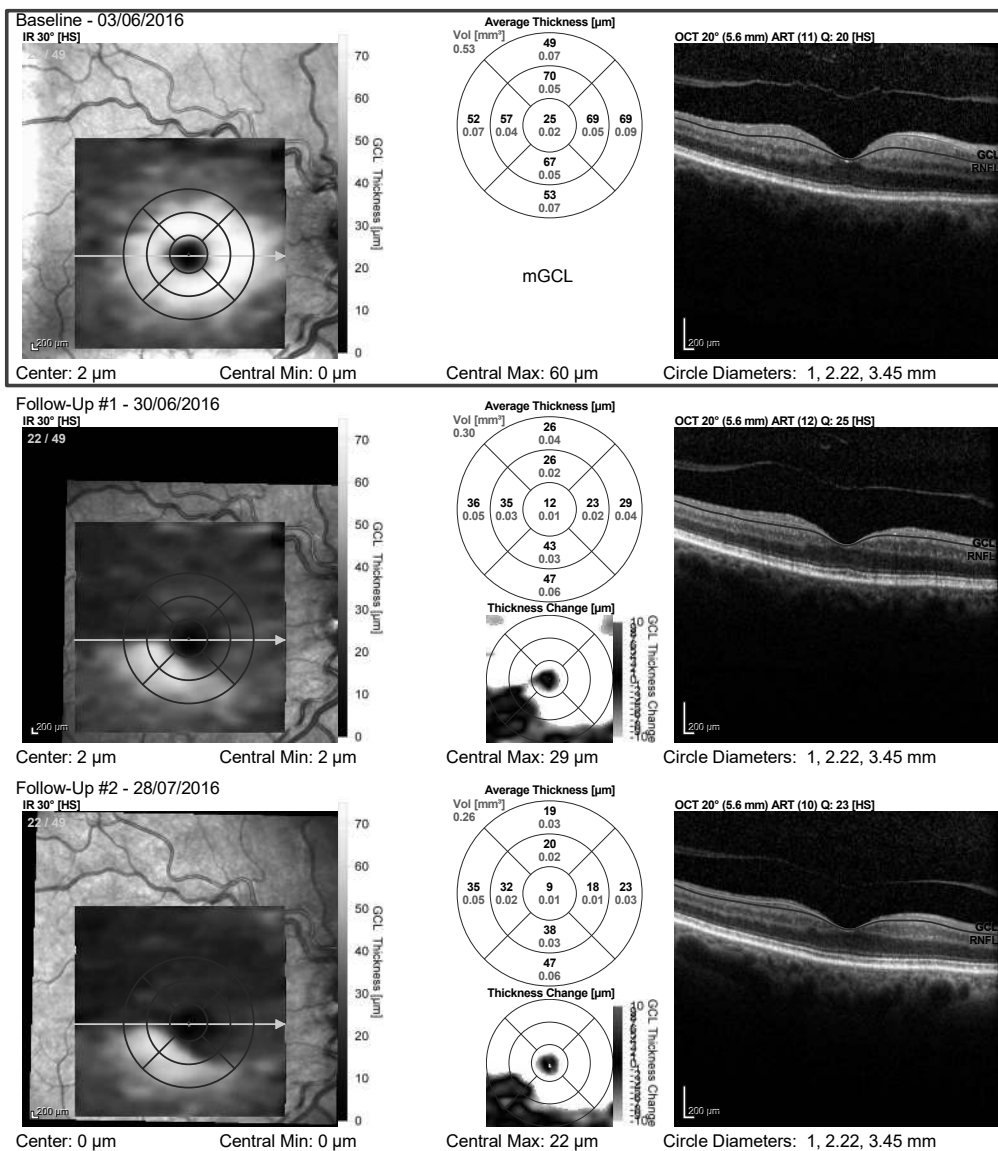 Baseline - 03/06/2016
IR 30° [HS]
70
60
50
40
30
20
10
0
GCL Thickness [µm]
200 µm
Average Thickness [µm]
Vol [mm³]
0.53
49
0.07
70
0.05
52 57 25 69 69
0.07 0.04 0.02 0.05 0.09
67
0.05
53
0.07
mGCL
OCT 20° (5.6 mm) ART (11) Q: 20 [HS]
GCL
RNFL
200 µm
Center: 2 µm Central Min: 0 µm Central Max: 60 µm Circle Diameters: 1, 2.22, 3.45 mm
Follow-Up #1 - 30/06/2016
IR 30° [HS]
22 / 49
70
60
50
40
30
20
10
0
GCL Thickness [µm]
200 µm
Average Thickness [µm]
Vol [mm³]
0.30
26
0.04
26
0.02
36 35 12 23 29
0.05 0.03 0.01 0.02 0.04
43
0.03
47
0.06
Thickness Change [µm]
10
GCL Thickness Change [µm]
OCT 20° (5.6 mm) ART (12) Q: 25 [HS]
GCL
RNFL
200 µm
Center: 2 µm Central Min: 2 µm Central Max: 29 µm Circle Diameters: 1, 2.22, 3.45 mm
Follow-Up #2 - 28/07/2016
IR 30° [HS]
22 / 49
70
60
50
40
30
20
10
0
GCL Thickness [µm]
200 µm
Average Thickness [µm]
Vol [mm³]
0.26
19
0.03
20
0.02
35 32 9 18 23
0.05 0.02 0.01 0.01 0.03
38
0.03
47
0.06
Thickness Change [µm]
10
GCL Thickness Change [µm]
OCT 20° (5.6 mm) ART (10) Q: 23 [HS]
GCL
RNFL
200 µm
Center: 0 µm Central Min: 0 µm Central Max: 22 µm Circle Diameters: 1, 2.22, 3.45 mm